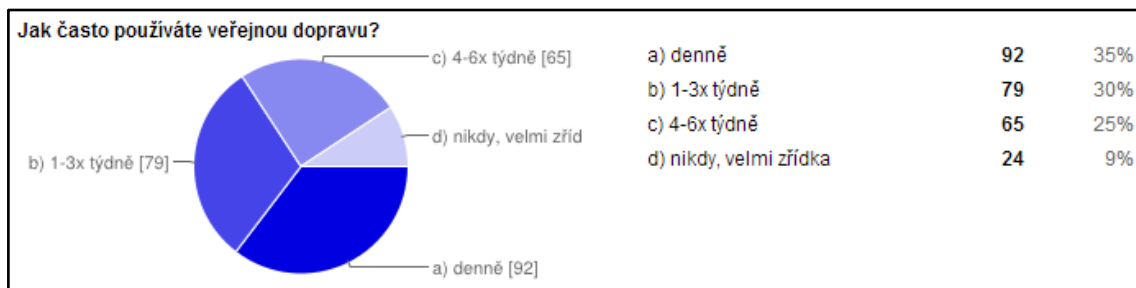 Jak často používáte veřejnou dopravu?
c) 4-6x týdně [65]
d) nikdy, velmi zříd
b) 1-3x týdně [79]
a) denně [92]
a) denně 92 35%
b) 1-3x týdně 79 30%
c) 4-6x týdně 65 25%
d) nikdy, velmi zřídka 24 9%